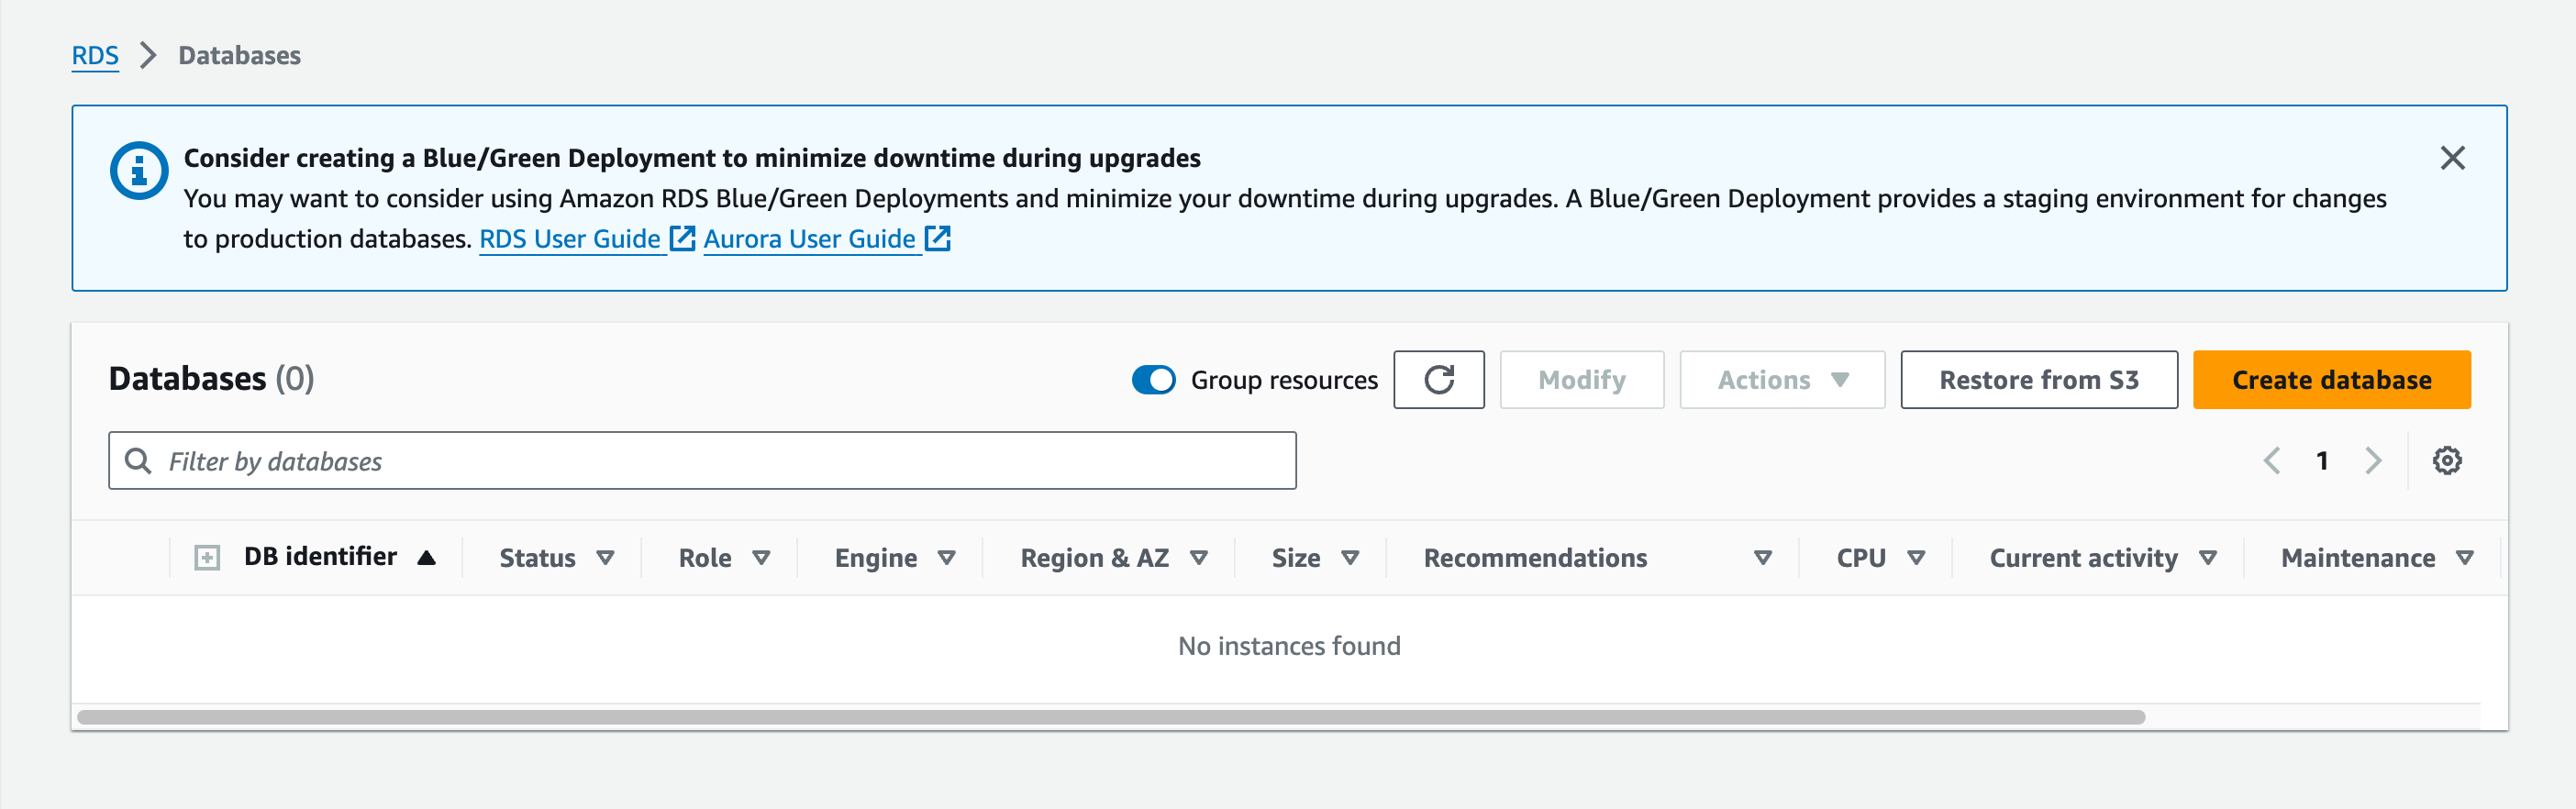 RDS > Databases
Consider creating a Blue/Green Deployment to minimize downtime during upgrades
You may want to consider using Amazon RDS Blue/Green Deployments and minimize your downtime during upgrades. A Blue/Green Deployment provides a staging environment for changes
to production databases. RDS User Guide Aurora User Guide
Databases (0) Group resources Modify Actions Restore from S3 Create database
Filter by databases 1
DB identifier Status Role Engine Region & AZ Size Recommendations CPU Current activity Maintenance
No instances found